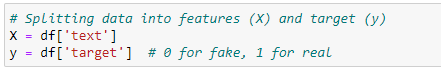 # Splitting data into features (X) and target (y)
X = df['text']
y = df['target']  # 0 for fake, 1 for real